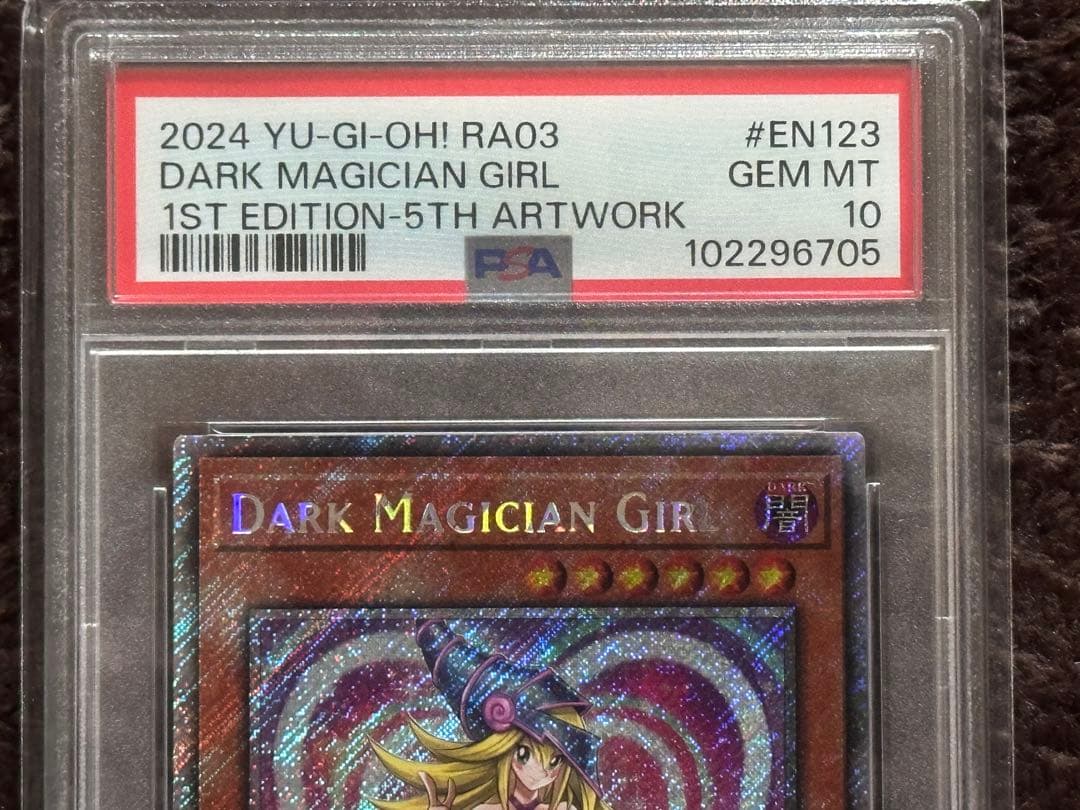 2024 YU-GI-OH! RA03 #EN123
DARK MAGICIAN GIRL GEM MT
1ST EDITION-5TH ARTWORK 10
PSA 102296705
DARK MAGICIAN GIRL
DARK
闇